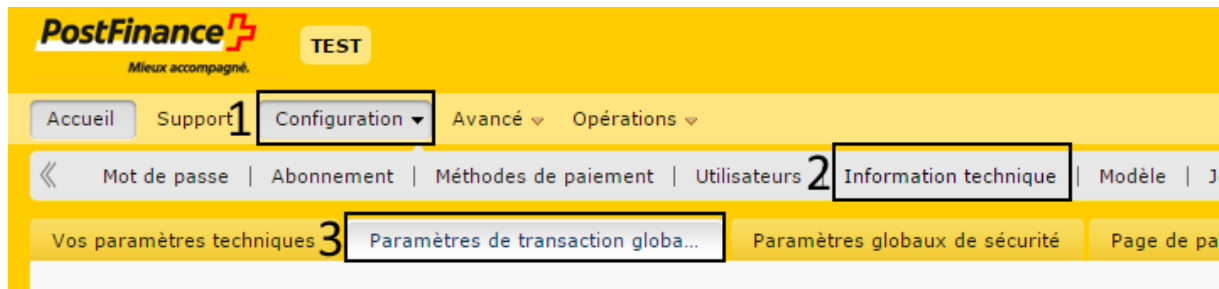 PostFinance
TEST
Mieux accompagné.
Accueil Support 1 Configuration Avancé Opérations
Mot de passe | Abonnement | Méthodes de paiement | Utilisateurs 2 | Information technique | Modèle |
Vos paramètres techniques 3 Paramètres de transaction globa... Paramètres globaux de sécurité Page de pa